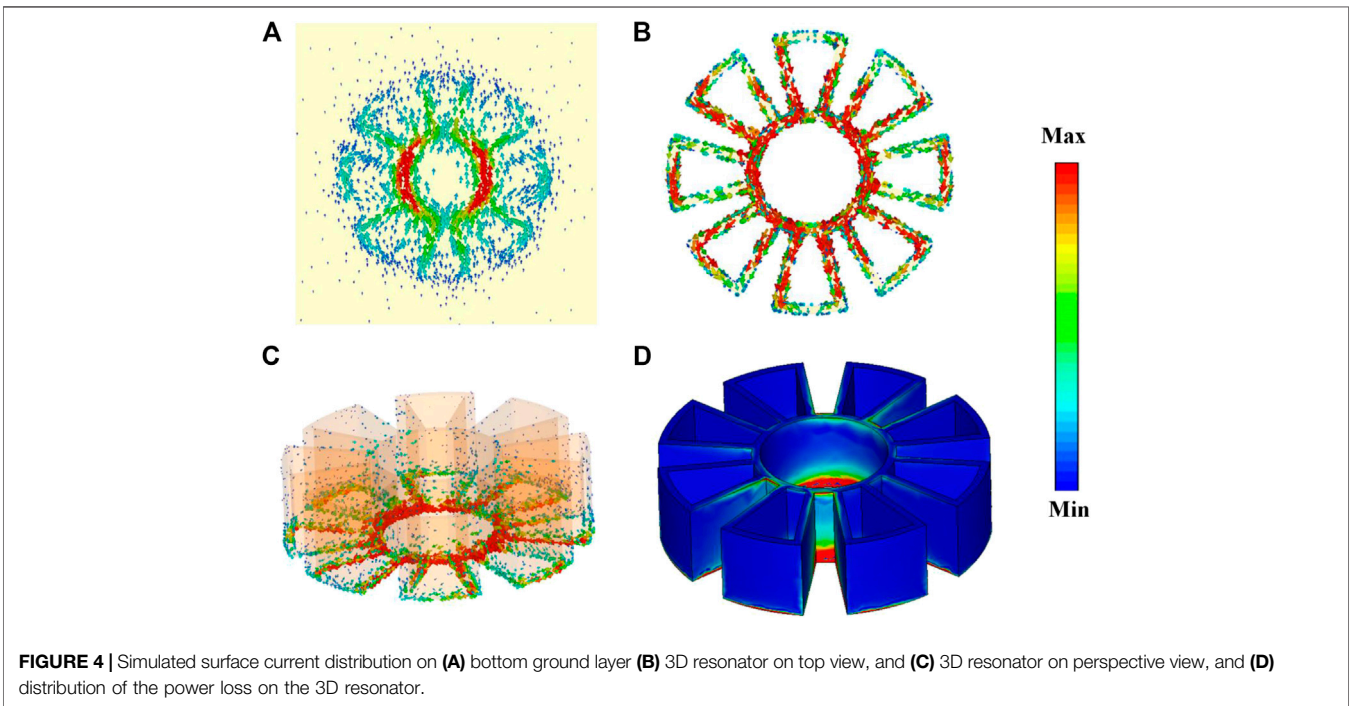 A
B
Max
Min
C
D
FIGURE 4 | Simulated surface current distribution on (A) bottom ground layer (B) 3D resonator on top view, and (C) 3D resonator on perspective view, and (D)
distribution of the power loss on the 3D resonator.